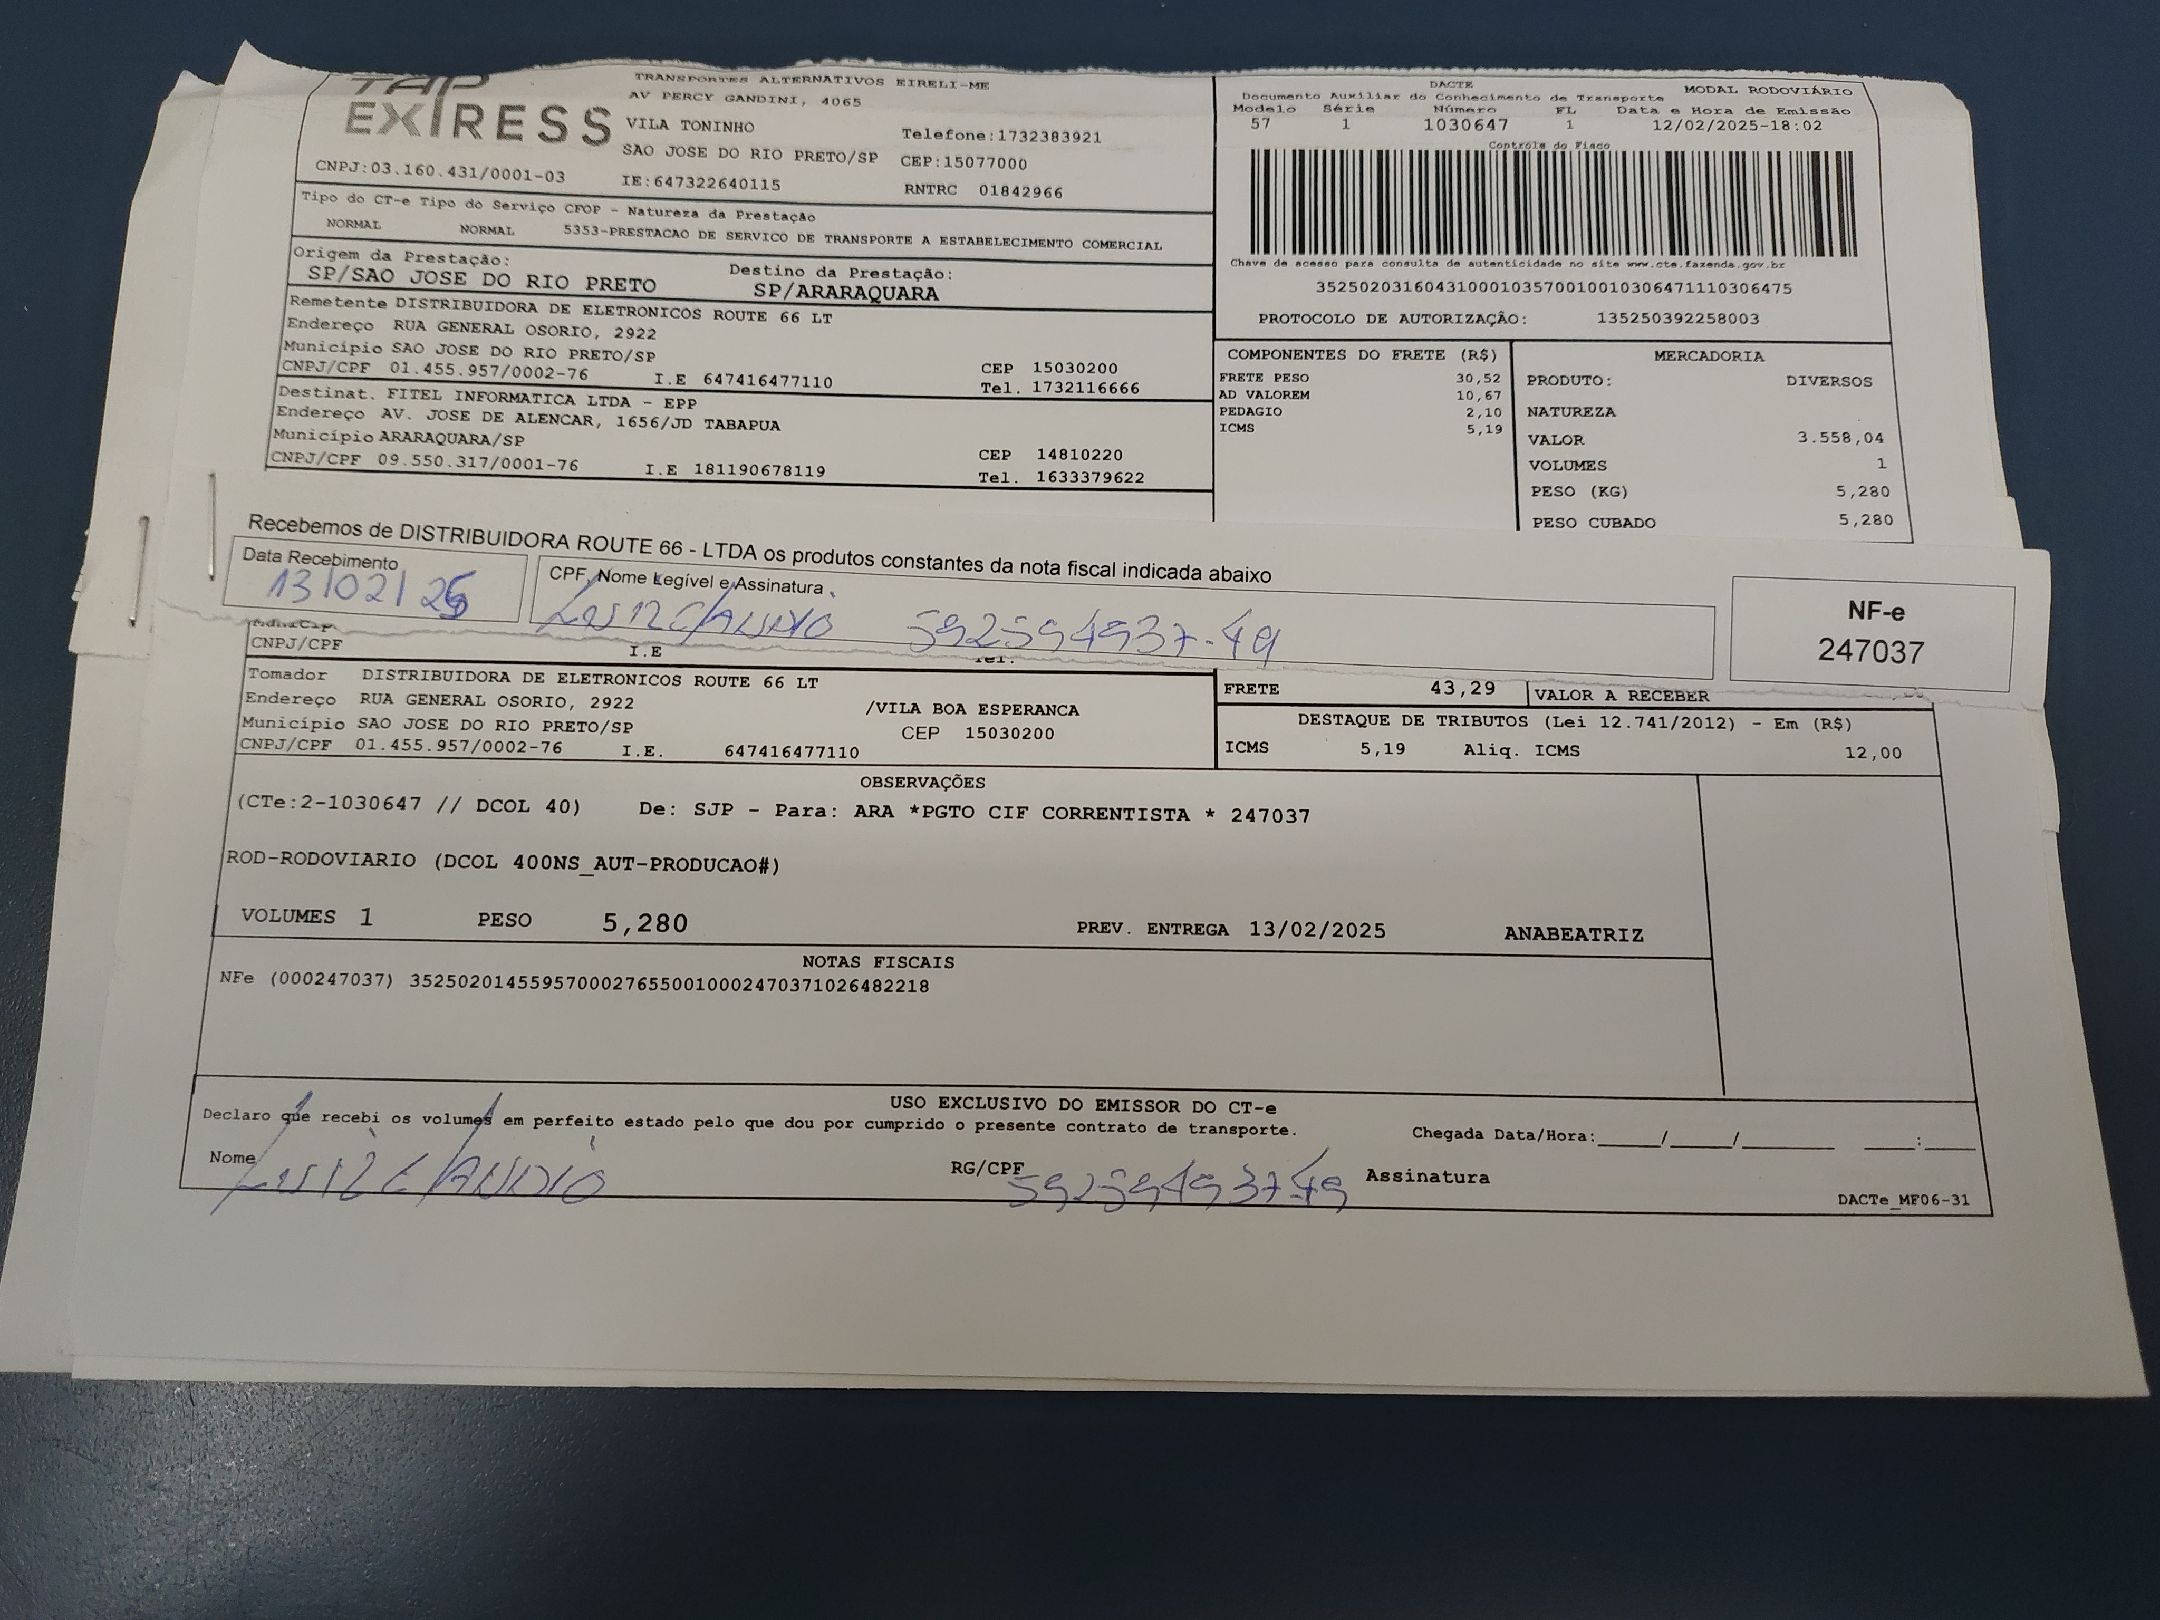 TAP
EXPRESS
TRANSPORTES ALTERNATIVOS EIRELI-ME
AV PERCY GANDINI, 4065
VILA TONINHO Telefone:1732383921
SAO JOSE DO RIO PRETO/SP CEP:15077000
CNPJ:03.160.431/0001-03 IE:647322640115 RNTRC 01842966
DACTE MODAL RODOVIÁRIO
Documento Auxiliar do Conhecimento de Transporte
Modelo Série Número FL Data e Hora de Emissão
57 1 1030647 1 12/02/2025-18:02
Controle do Fisco
Chave de acesso para consulta de autenticidade no site www.cte.fazenda.gov.br
35250203160431000103570010010306471110306475
PROTOCOLO DE AUTORIZAÇÃO: 135250392258003
Tipo do CT-e Tipo do Serviço CFOP - Natureza da Prestação
NORMAL NORMAL 5353-PRESTACAO DE SERVICO DE TRANSPORTE A ESTABELECIMENTO COMERCIAL
Origem da Prestação: Destino da Prestação:
SP/SAO JOSE DO RIO PRETO SP/ARARAQUARA
Remetente DISTRIBUIDORA DE ELETRONICOS ROUTE 66 LT
Endereço RUA GENERAL OSORIO, 2922
Município SAO JOSE DO RIO PRETO/SP CEP 15030200
CNPJ/CPF 01.455.957/0002-76 I.E 647416477110 Tel. 1732116666
Destinat. FITEL INFORMATICA LTDA - EPP
Endereço AV. JOSE DE ALENCAR, 1656/JD TABAPUA
Município ARARAQUARA/SP CEP 14810220
CNPJ/CPF 09.550.317/0001-76 I.E 181190678119 Tel. 1633379622
COMPONENTES DO FRETE (R$)
FRETE PESO 30,52
AD VALOREM 10,67
PEDAGIO 2,10
ICMS 5,19
MERCADORIA
PRODUTO: DIVERSOS
NATUREZA
VALOR 3.558,04
VOLUMES 1
PESO (KG) 5,280
PESO CUBADO 5,280
Recebemos de DISTRIBUIDORA ROUTE 66 - LTDA os produtos constantes da nota fiscal indicada abaixo
Data Recebimento CPF, Nome Legível e Assinatura
13/02/25 Luiz Claudio 592594937-49
NF-e
247037
CNPJ/CPF I.E Tel.
Tomador DISTRIBUIDORA DE ELETRONICOS ROUTE 66 LT
Endereço RUA GENERAL OSORIO, 2922 /VILA BOA ESPERANCA
Município SAO JOSE DO RIO PRETO/SP CEP 15030200
CNPJ/CPF 01.455.957/0002-76 I.E. 647416477110
FRETE 43,29 VALOR A RECEBER
DESTAQUE DE TRIBUTOS (Lei 12.741/2012) - Em (R$)
ICMS 5,19 Aliq. ICMS 12,00
OBSERVAÇÕES
(CTe:2-1030647 // DCOL 40) De: SJP - Para: ARA *PGTO CIF CORRENTISTA * 247037
ROD-RODOVIARIO (DCOL 400NS_AUT-PRODUCAO#)
VOLUMES 1 PESO 5,280 PREV. ENTREGA 13/02/2025 ANABEATRIZ
NOTAS FISCAIS
NFe (000247037) 35250201455957000276550010002470371026482218
USO EXCLUSIVO DO EMISSOR DO CT-e
Declaro que recebi os volumes em perfeito estado pelo que dou por cumprido o presente contrato de transporte. Chegada Data/Hora:_____/_____/_______ ____:____
Nome Luiz Claudio RG/CPF 592594937-49 Assinatura
DACTe_MF06-31